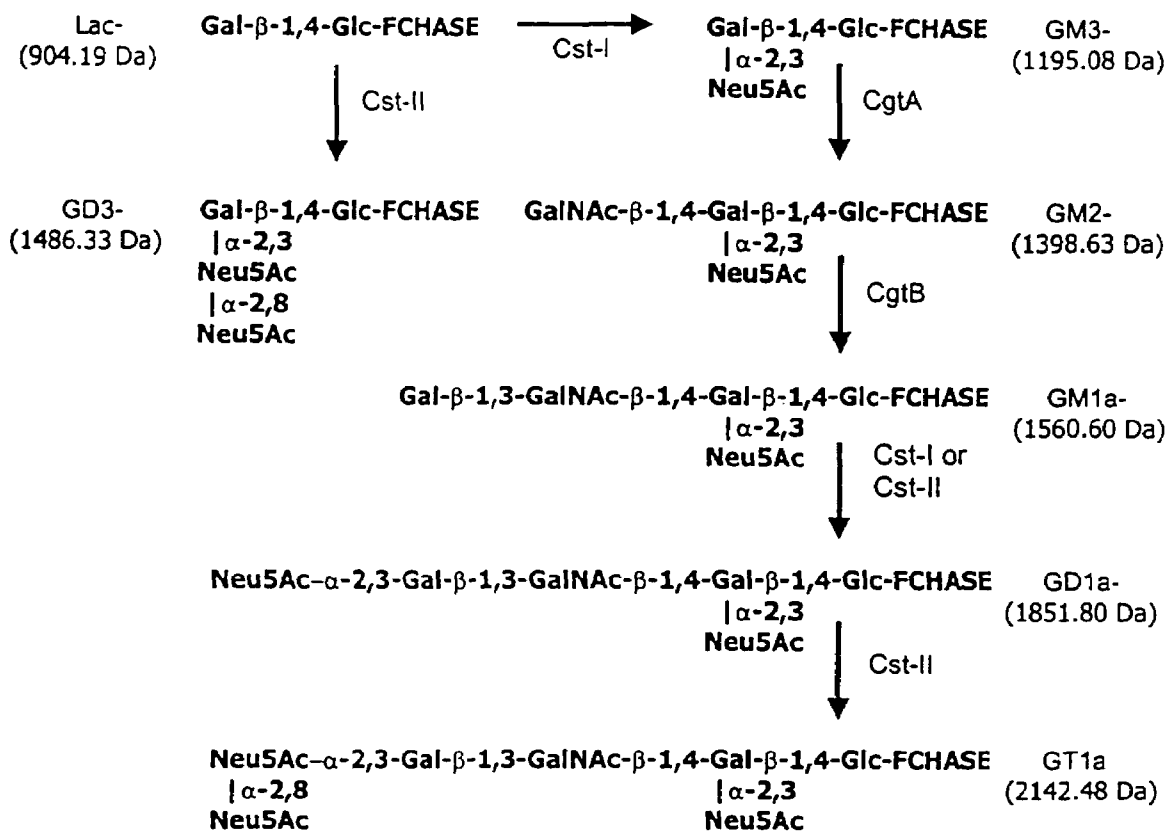 Lac- Gal-β-1,4-Glc-FCHASE Cst-I Gal-β-1,4-Glc-FCHASE GM3-
(904.19 Da) |α-2,3 (1195.08 Da)
Cst-II Neu5Ac CgtA
GD3- Gal-β-1,4-Glc-FCHASE GalNAc-β-1,4-Gal-β-1,4-Glc-FCHASE GM2-
(1486.33 Da) |α-2,3 |α-2,3 (1398.63 Da)
Neu5Ac Neu5Ac
|α-2,8 CgtB
Neu5Ac
Gal-β-1,3-GalNAc-β-1,4-Gal-β-1,4-Glc-FCHASE GM1a-
|α-2,3 (1560.60 Da)
Neu5Ac Cst-I or
Cst-II
Neu5Ac-α-2,3-Gal-β-1,3-GalNAc-β-1,4-Gal-β-1,4-Glc-FCHASE GD1a-
|α-2,3 (1851.80 Da)
Neu5Ac Cst-II
Neu5Ac-α-2,3-Gal-β-1,3-GalNAc-β-1,4-Gal-β-1,4-Glc-FCHASE GT1a
|α-2,8 |α-2,3 (2142.48 Da)
Neu5Ac Neu5Ac